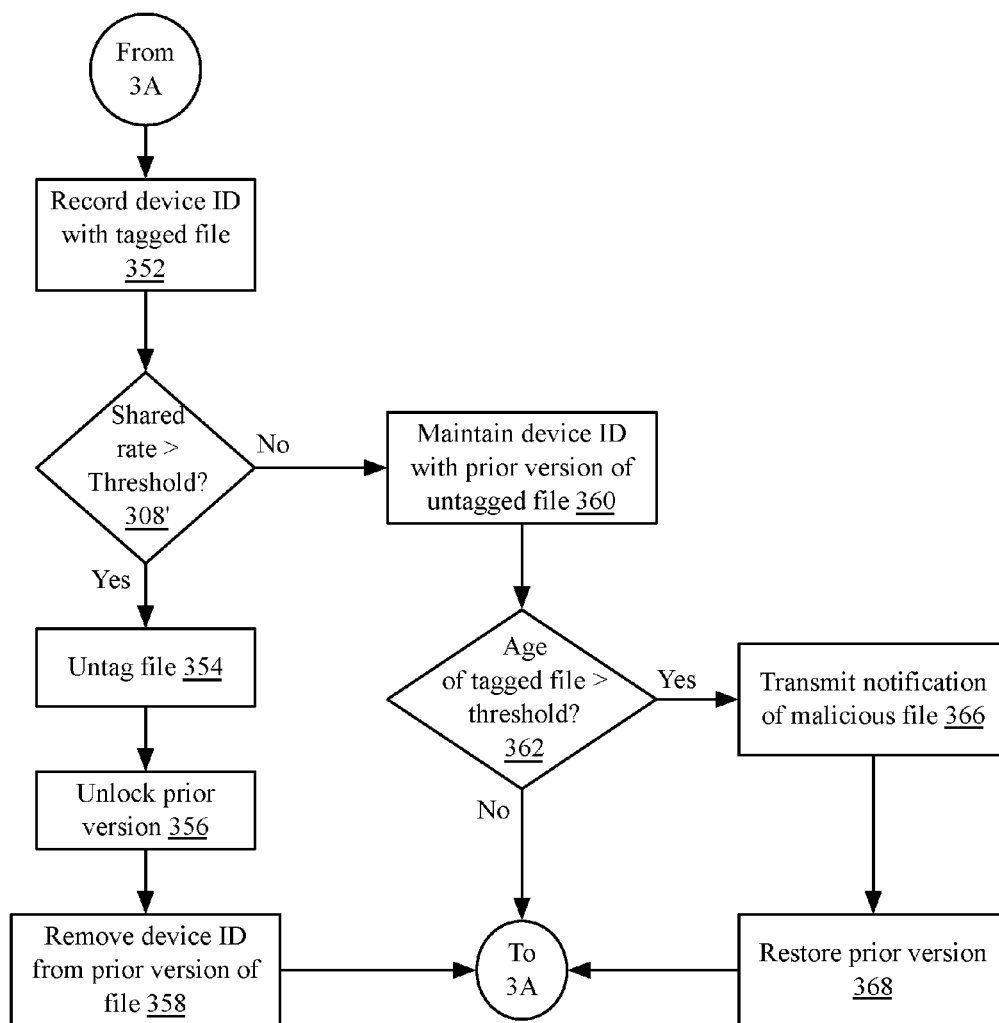 From
3A
Record device ID
with tagged file
352
Shared
rate >
Threshold?
308'
No
Yes
Maintain device ID
with prior version of
untagged file 360
Untag file 354
Age
of tagged file >
threshold?
362
Yes
No
Transmit notification
of malicious file 366
Unlock prior
version 356
Remove device ID
from prior version of
file 358
To
3A
Restore prior version
368